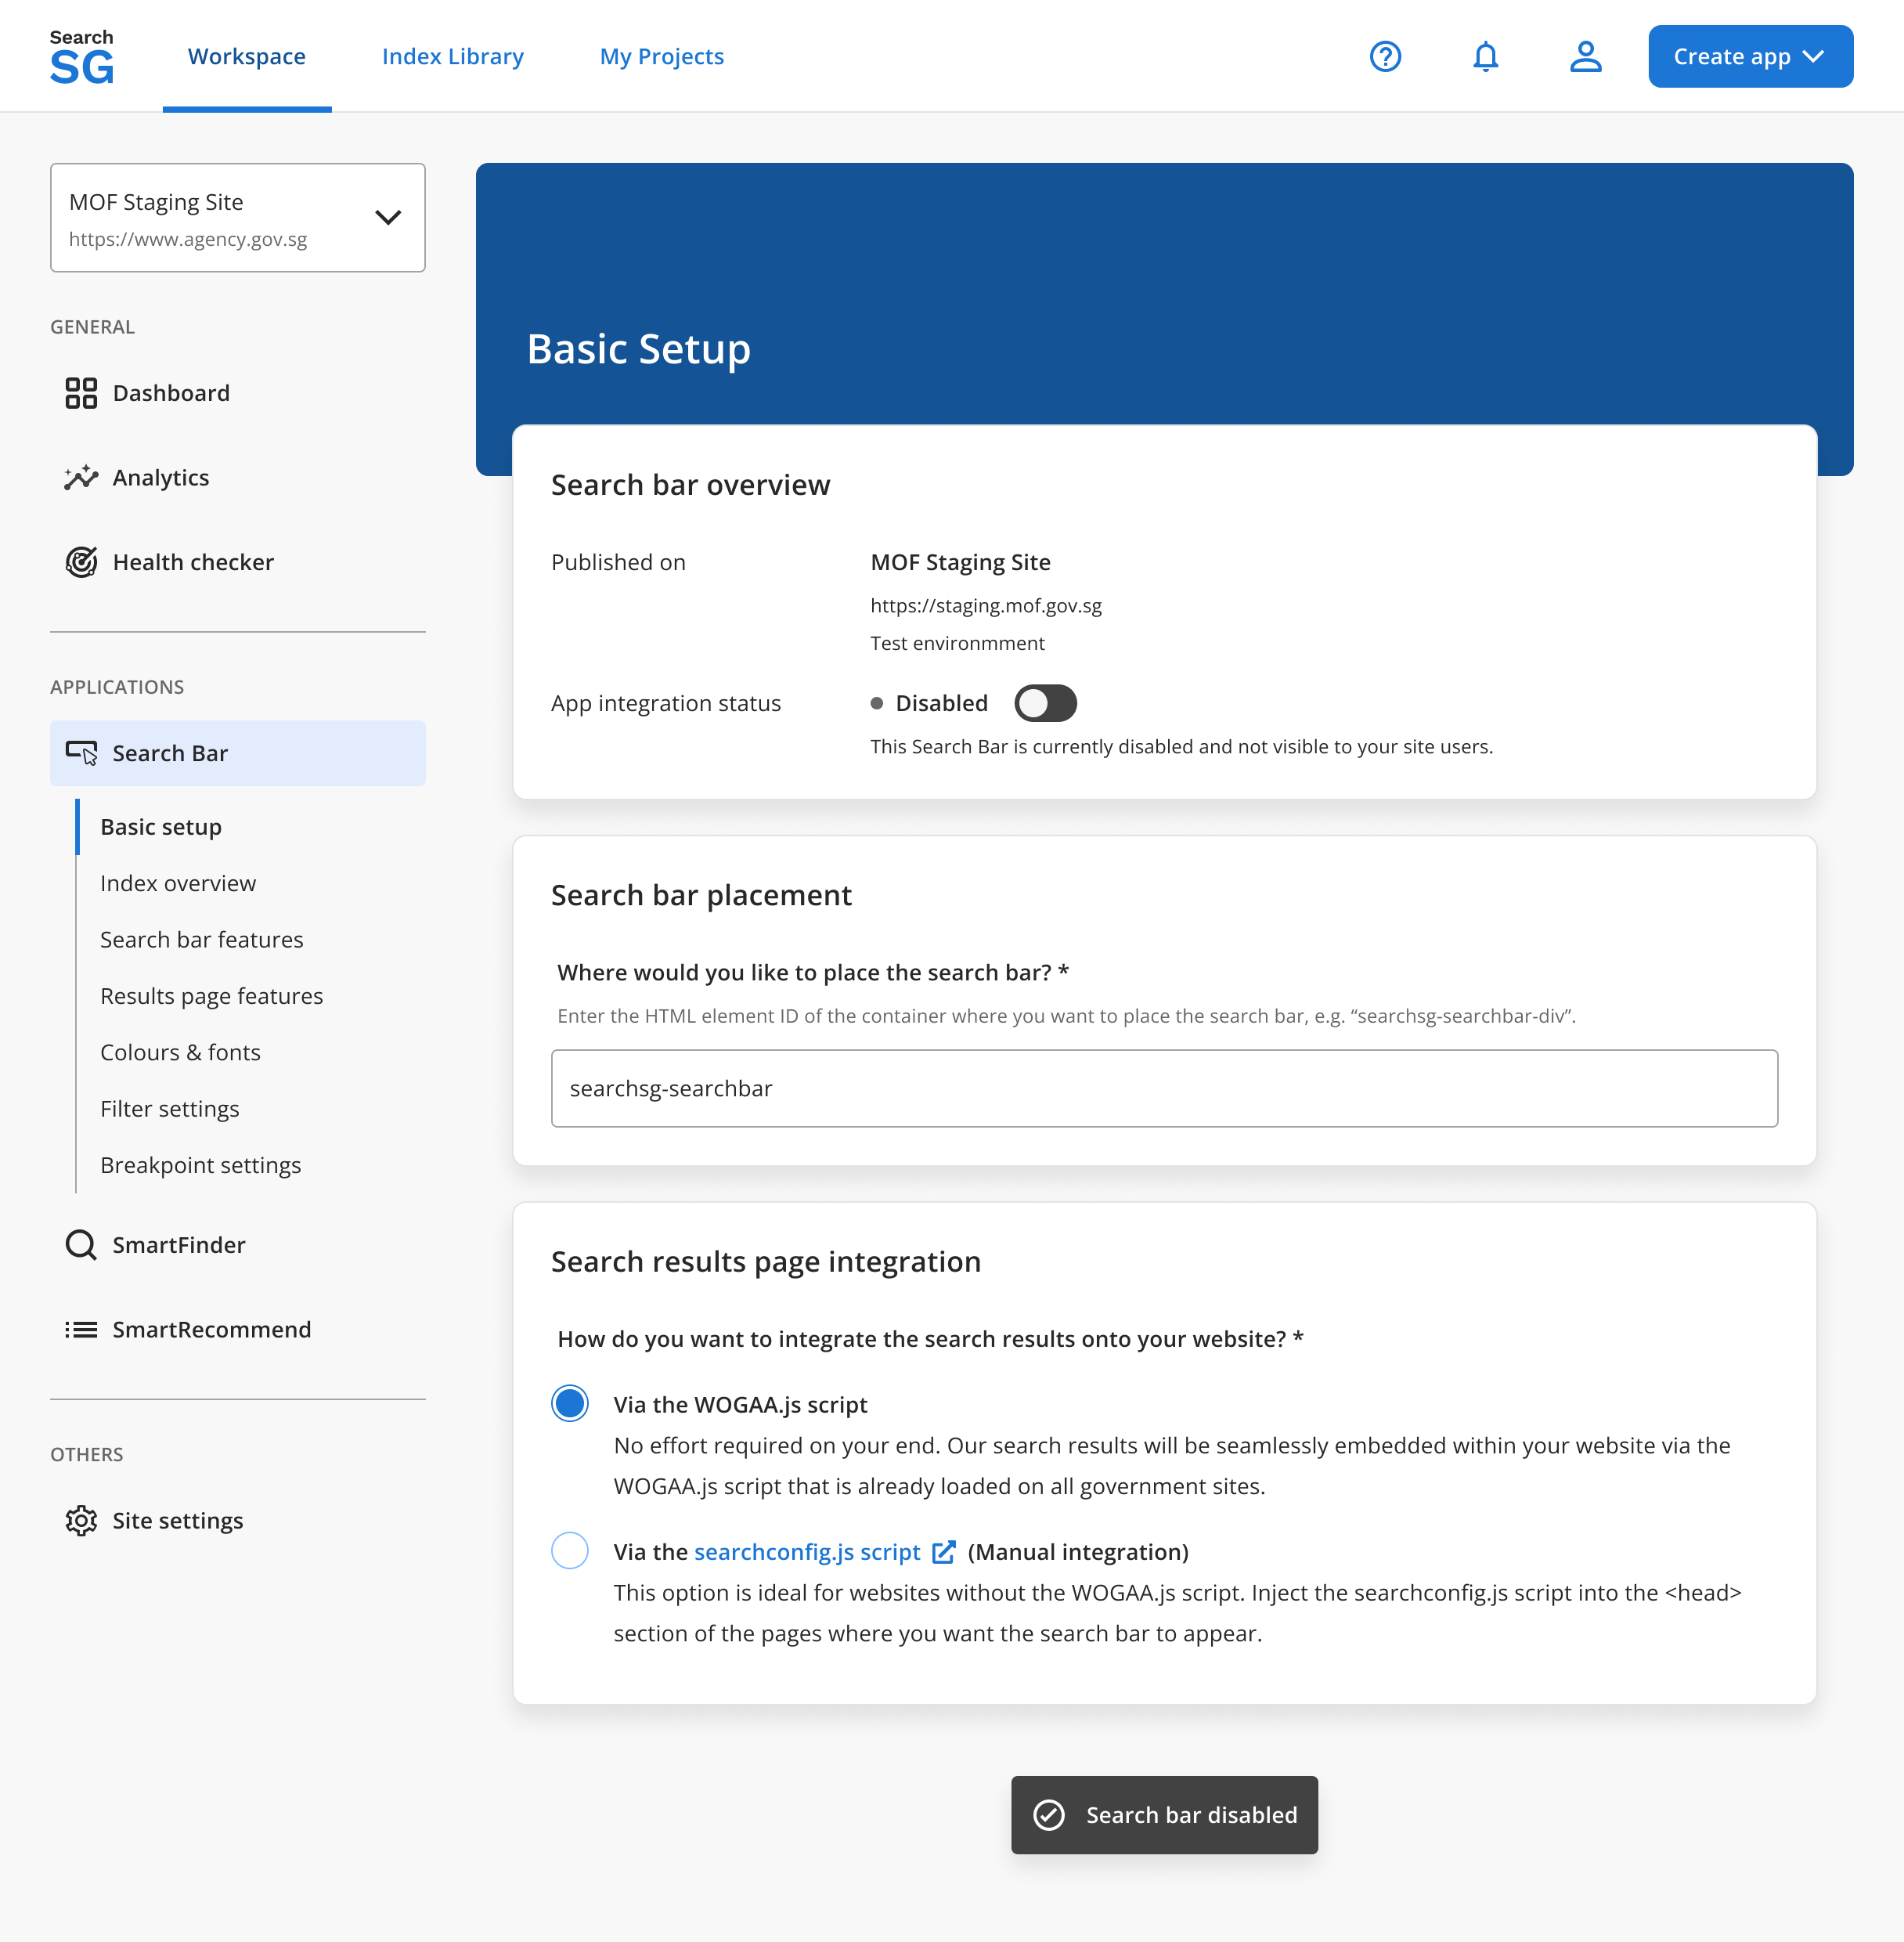 Search
SG
Workspace
Index Library
My Projects
Create app
MOF Staging Site
https://www.agency.gov.sg
GENERAL
Dashboard
Analytics
Health checker
APPLICATIONS
Search Bar
Basic setup
Index overview
Search bar features
Results page features
Colours & fonts
Filter settings
Breakpoint settings
SmartFinder
SmartRecommend
OTHERS
Site settings
Basic Setup
Search bar overview
Published on
MOF Staging Site
https://staging.mof.gov.sg
Test environmment
App integration status
Disabled
This Search Bar is currently disabled and not visible to your site users.
Search bar placement
Where would you like to place the search bar? *
Enter the HTML element ID of the container where you want to place the search bar, e.g. “searchsg-searchbar-div”.
searchsg-searchbar
Search results page integration
How do you want to integrate the search results onto your website? *
Via the WOGAA.js script
No effort required on your end. Our search results will be seamlessly embedded within your website via the
WOGAA.js script that is already loaded on all government sites.
Via the searchconfig.js script (Manual integration)
This option is ideal for websites without the WOGAA.js script. Inject the searchconfig.js script into the <head>
section of the pages where you want the search bar to appear.
Search bar disabled